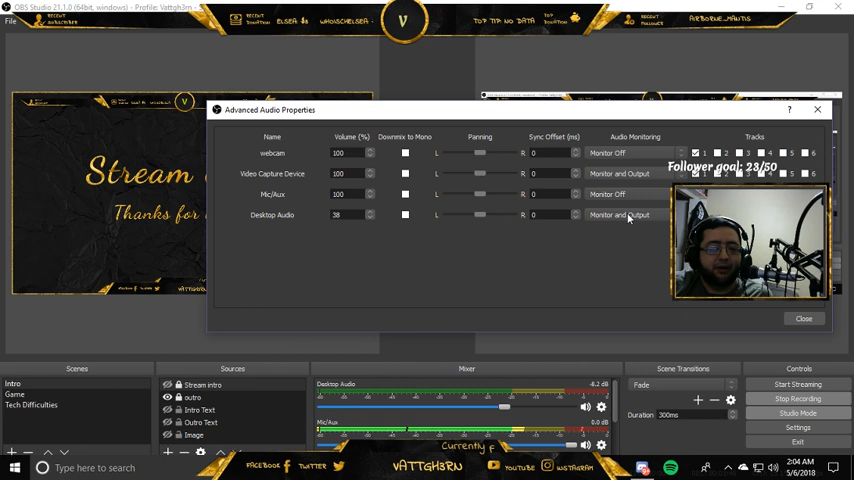 OBS Studio 21.1.0 (64bit, windows) - Profile: Vattgh3rn -
File
RECENT SUBSCRIBER
RECENT DONATION
ELSEA $8
WHOISCHELSEA :
V
TOP TIP NO DATA
TOP DONATION
RECENT FOLLOWER
AIRBORNE_MANTIS
Stream
Thanks for
Advanced Audio Properties
Name Volume (%) Downmix to Mono Panning Sync Offset (ms) Audio Monitoring Tracks
webcam 100 L R 0 Monitor Off 1 2 3 4 5 6
Follower goal: 23/50
Video Capture Device 100 L R 0 Monitor and Output
Mic/Aux 100 L R 0 Monitor Off
Desktop Audio 38 L R 0 Monitor and Output
Close
Scenes Sources Mixer Scene Transitions Controls
Intro
Game
Tech Difficulties
Stream intro
outro
Intro Text
Outro Text
Image
Desktop Audio -8.2 dB
Mic/Aux 0.0 dB
Fade
Duration 300ms
Start Streaming
Stop Recording
Studio Mode
Settings
Exit
Currently
Type here to search
FACEBOOK
TWITTER
VATTGH3RN
YOUTUBE
INSTAGRAM
2:04 AM
5/6/2018